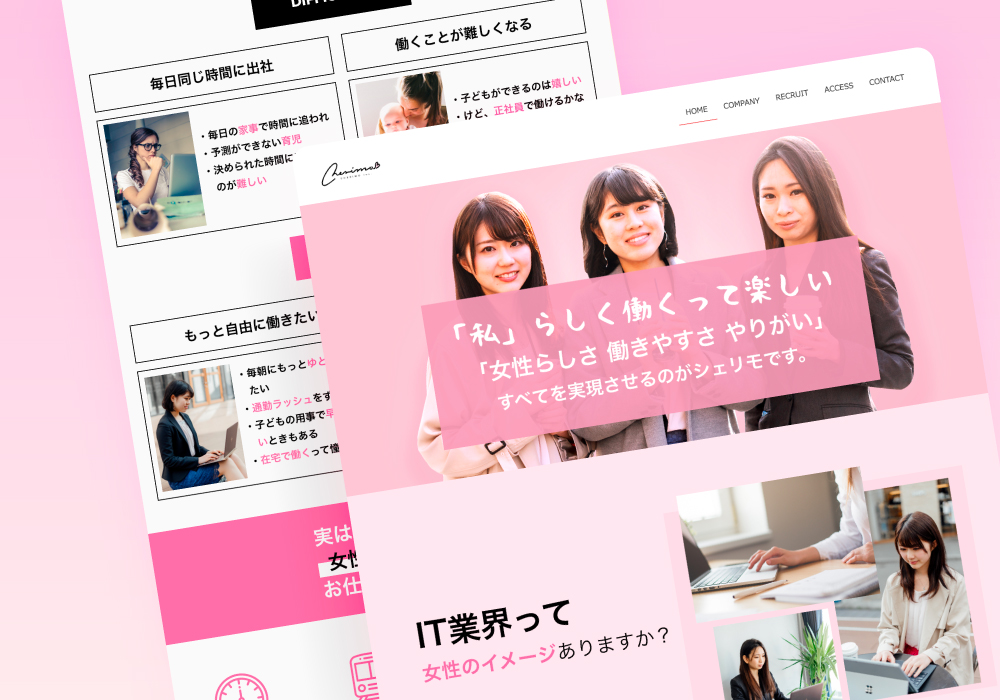 働くことが難しくなる
・子どもができるのは嬉しい
・けど、正社員で働けるかな
毎日同じ時間に出社
・毎日の家事で時間に追われ
・予測ができない育児
・決められた時間に
のが難しい
もっと自由に働きたい
・毎朝にもっとゆと
たい
・通勤ラッシュをす
・子どもの用事で早
いときもある
・在宅で働くって憧
実は
女性
お仕
HOME COMPANY RECRUIT ACCESS CONTACT
「私」らしく働くって楽しい
「女性らしさ 働きやすさ やりがい」
すべてを実現させるのがシェリモです。
IT業界って
女性のイメージありますか？